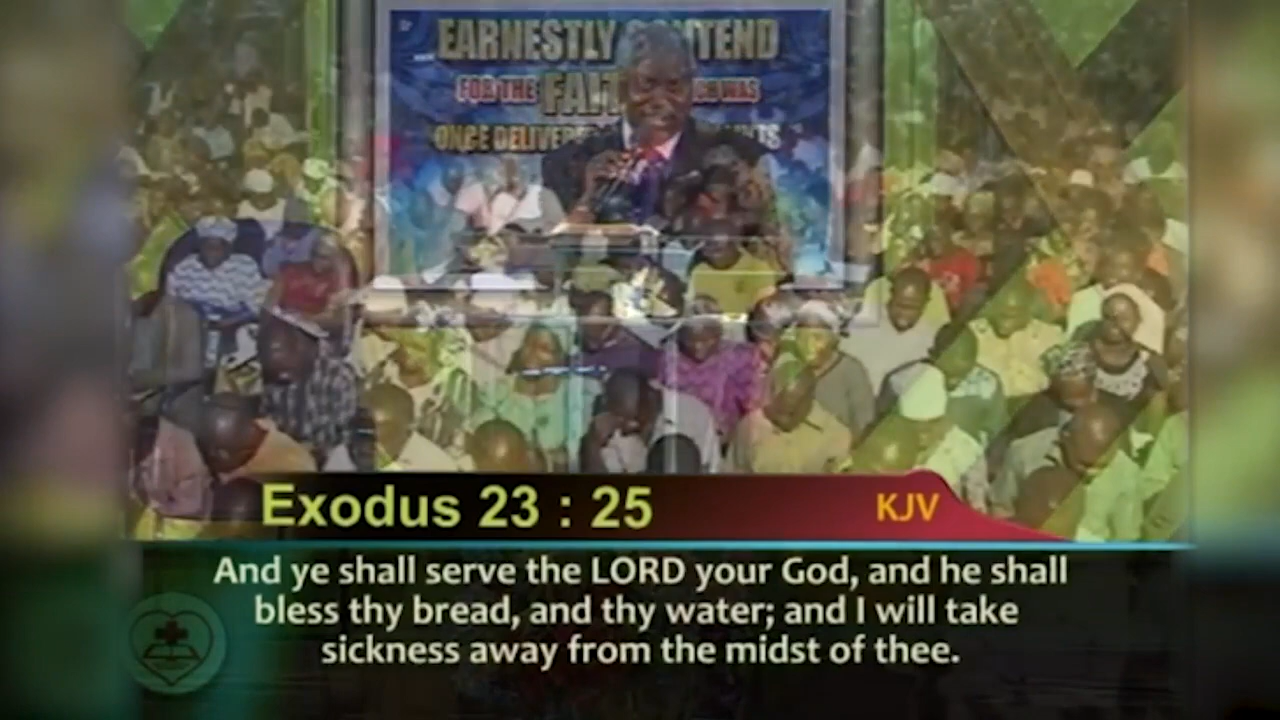 EARNESTLY
FOR THE
ONCE
Exodus 23 : 25
KJV
And ye shall serve the LORD your God, and he shall
bless thy bread, and thy water; and I will take
sickness away from the midst of thee.